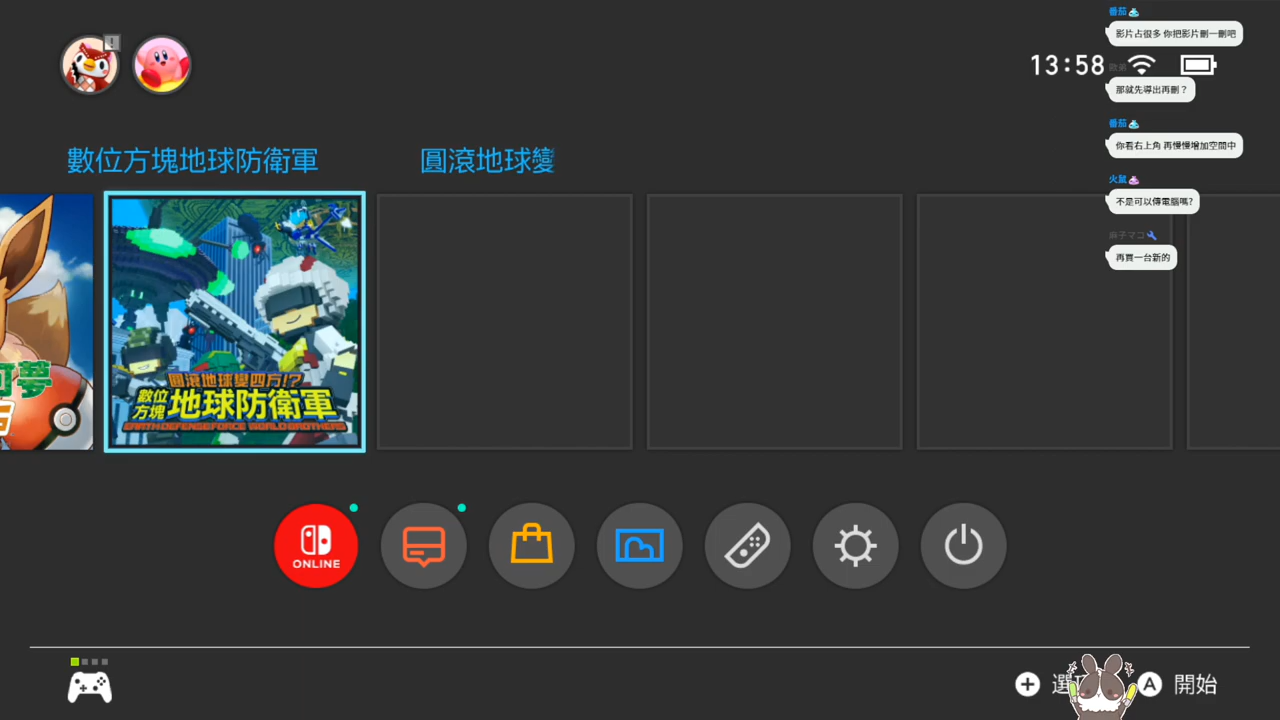 番茄
影片占很多 你把影片刪一刪吧
13:58
那就先導出再刪？
番茄
你看右上角 再慢慢增加空間中
火鼠
不是可以傳電腦嗎?
麻子マコ
再買一台新的
數位方塊地球防衛軍 圓滾地球變
圓滾地球變四方!?
數位方塊 地球防衛軍
EARTH DEFENSE FORCE: WORLD BROTHERS
ONLINE
A 開始